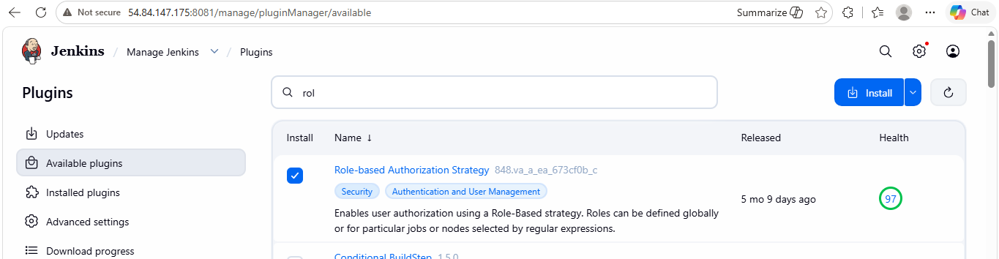 Not secure 54.84.147.175:8081/manage/pluginManager/available Summarize Chat
Jenkins / Manage Jenkins / Plugins
Plugins
rol
Install
Updates
Available plugins
Installed plugins
Advanced settings
Download progress
Install Name ↓ Released Health
Role-based Authorization Strategy 848.va_a_ea_673cf0b_c
Security Authentication and User Management
Enables user authorization using a Role-Based strategy. Roles can be defined globally
or for particular jobs or nodes selected by regular expressions.
5 mo 9 days ago
97
Conditional BuildStep 1.5.0